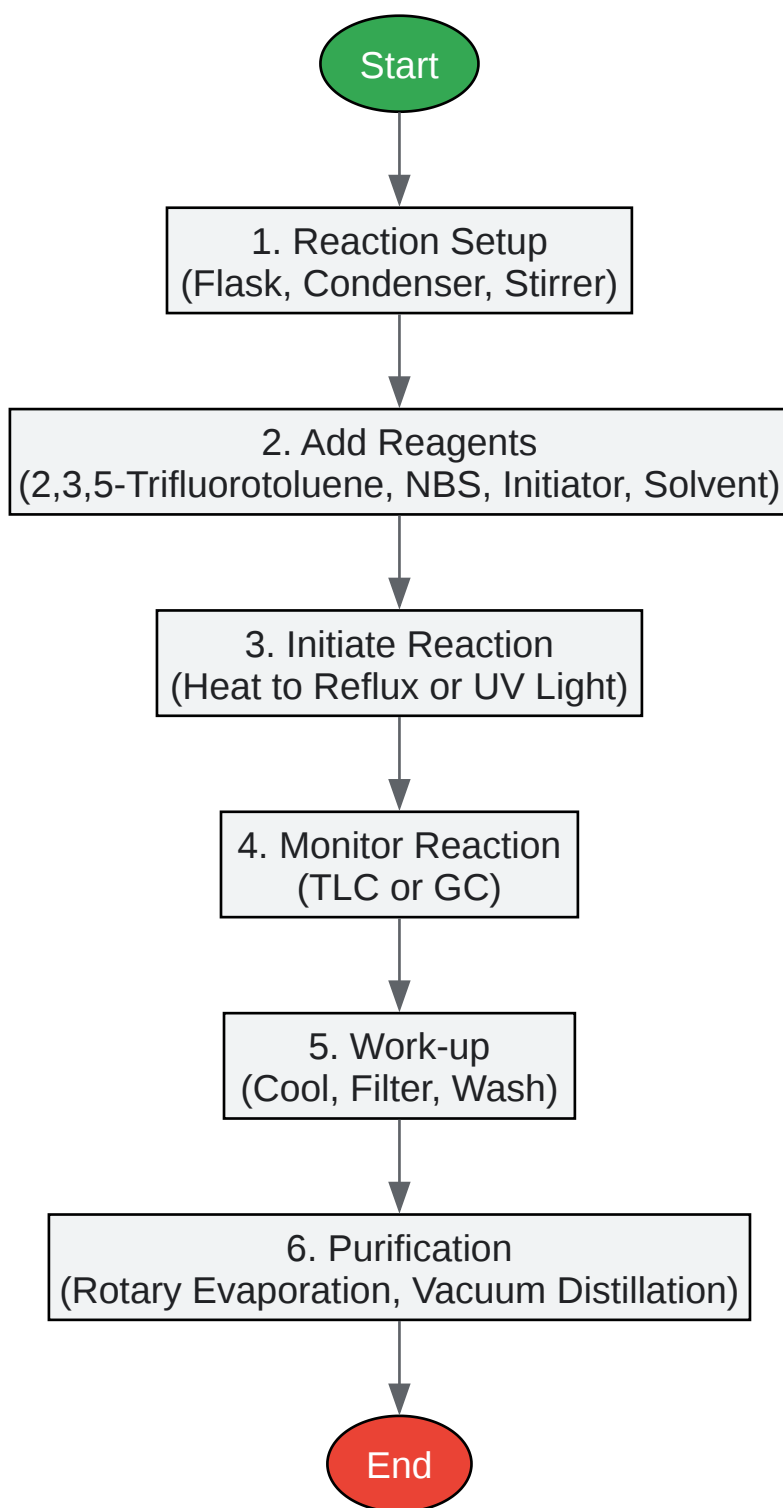 Start
1. Reaction Setup
(Flask, Condenser, Stirrer)
2. Add Reagents
(2,3,5-Trifluorotoluene, NBS, Initiator, Solvent)
3. Initiate Reaction
(Heat to Reflux or UV Light)
4. Monitor Reaction
(TLC or GC)
5. Work-up
(Cool, Filter, Wash)
6. Purification
(Rotary Evaporation, Vacuum Distillation)
End